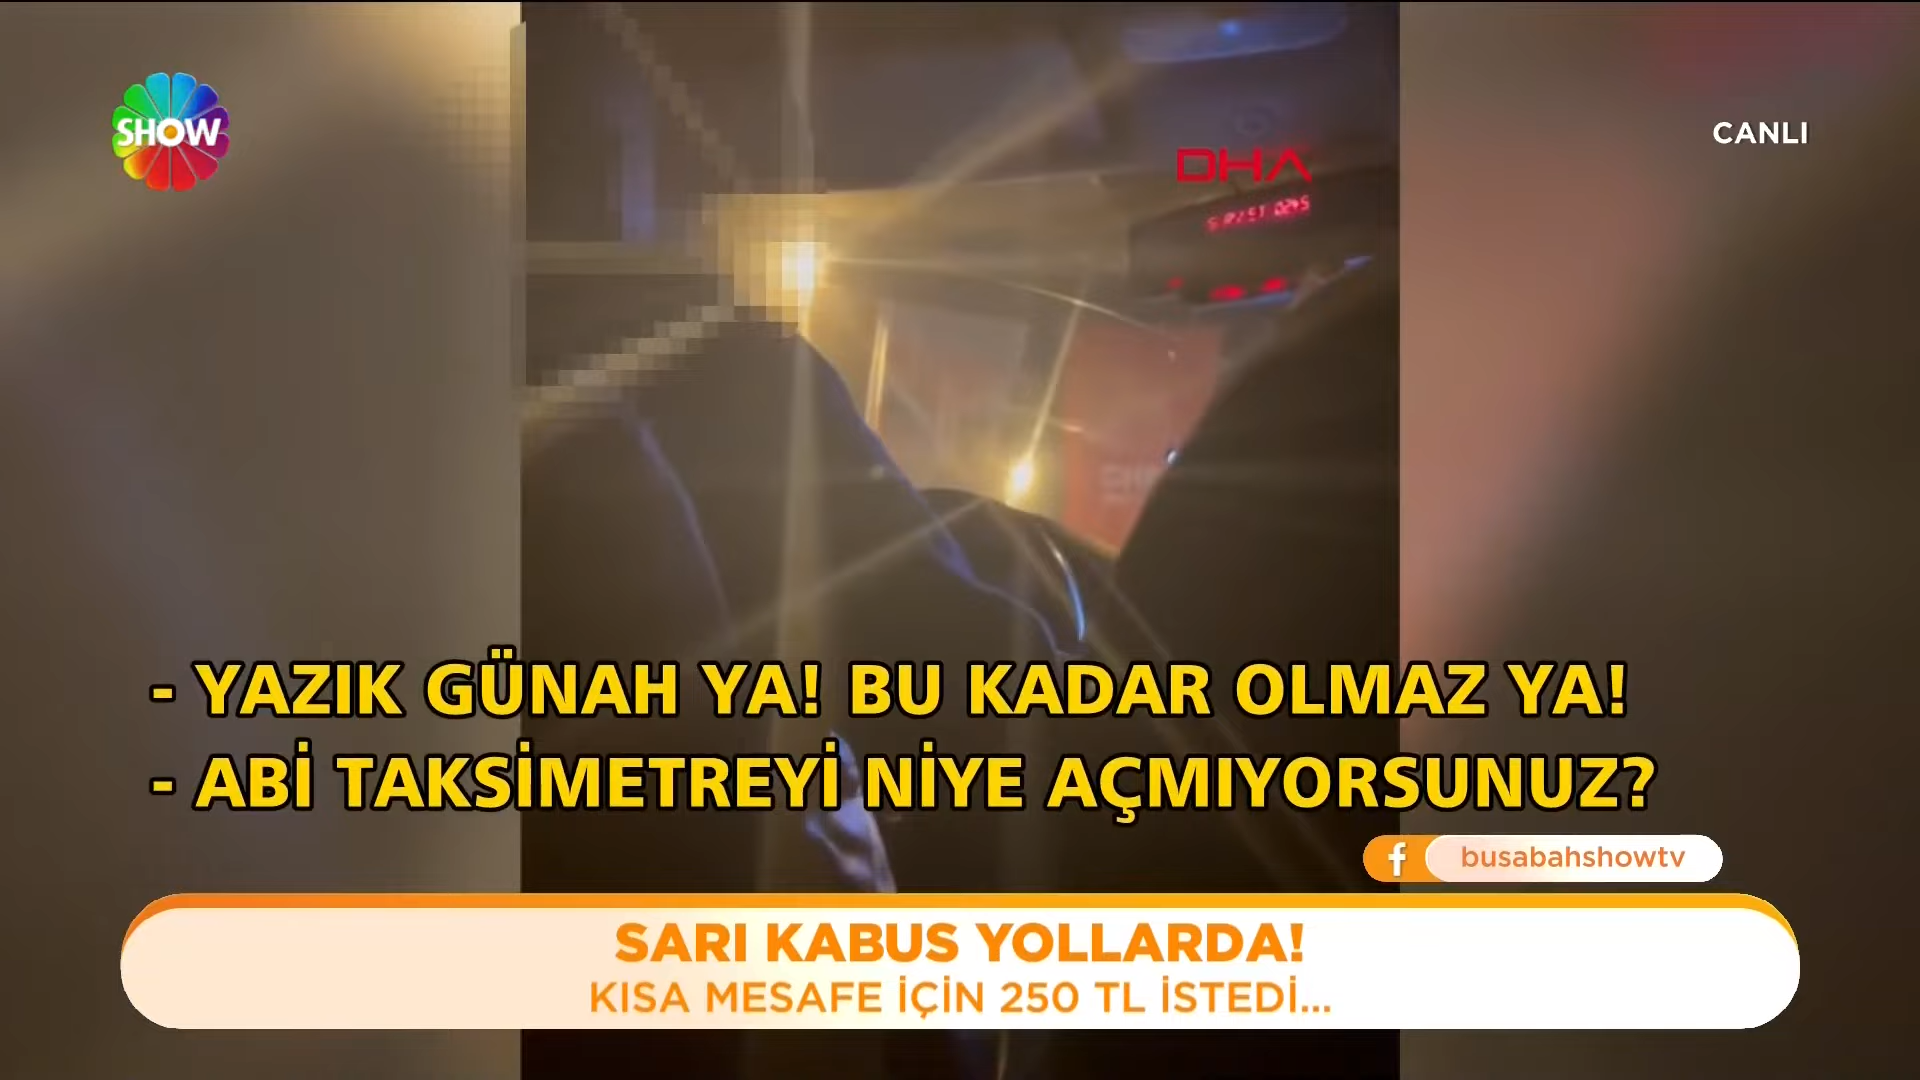 SHOW
CANLI
DHA
- YAZIK GÜNAH YA! BU KADAR OLMAZ YA!
- ABİ TAKSİMETREYİ NİYE AÇMIYORSUNUZ?
busabahshowtv
SARI KABUS YOLLARDA!
KISA MESAFE İÇİN 250 TL İSTEDİ...